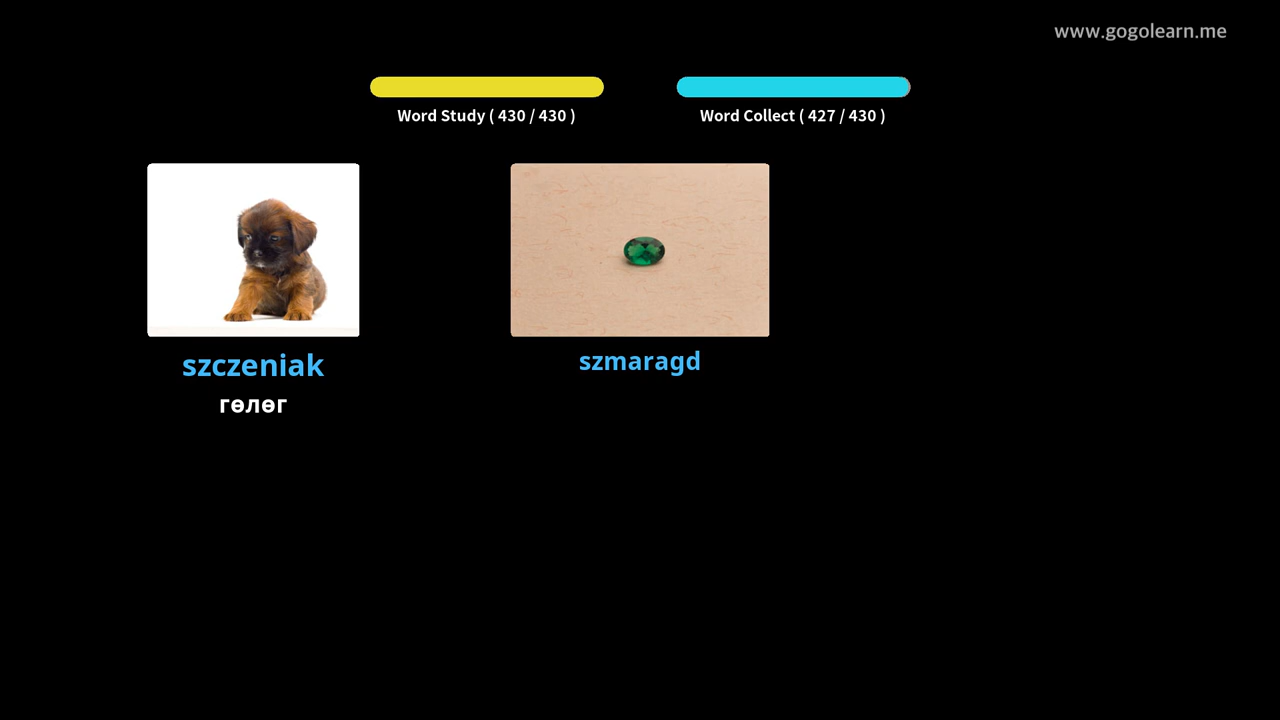 www.gogolearn.me
Word Study ( 430 / 430 )
Word Collect ( 427 / 430 )
szczeniak
гөлөг
szmaragd